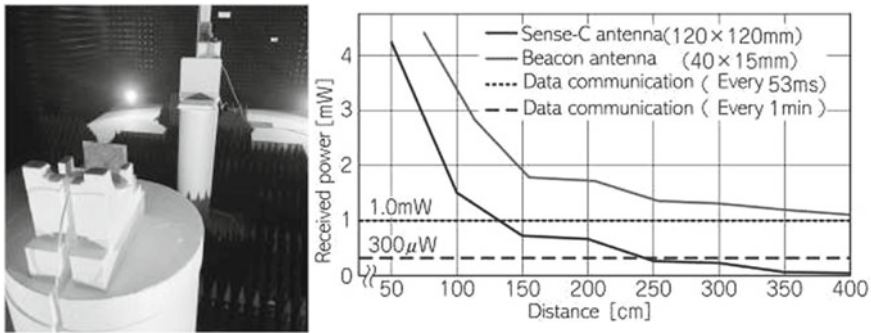 Sense-C antenna(120×120mm)
Beacon antenna (40×15mm)
Data communication ( Every 53ms)
Data communication ( Every 1min )
Received power [mW]
4
3
2
1
0
1.0mW
300μW
50 100 150 200 250 300 350 400
Distance [cm]